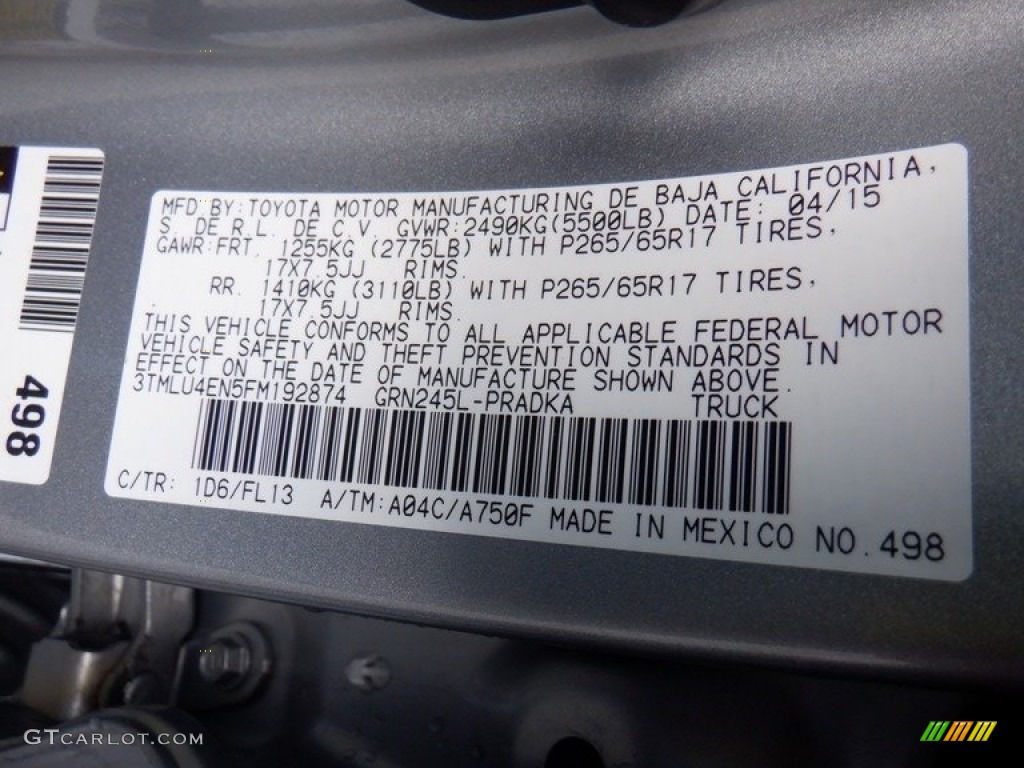 MFD.BY:TOYOTA MOTOR MANUFACTURING DE BAJA CALIFORNIA,
S. DE R.L. DE C.V. GVWR:2490KG(5500LB) DATE: 04/15
GAWR:FRT. 1255KG (2775LB) WITH P265/65R17 TIRES,
17X7.5JJ RIMS.
RR. 1410KG (3110LB) WITH P265/65R17 TIRES,
17X7.5JJ RIMS.
THIS VEHICLE CONFORMS TO ALL APPLICABLE FEDERAL MOTOR
VEHICLE SAFETY AND THEFT PREVENTION STANDARDS IN
EFFECT ON THE DATE OF MANUFACTURE SHOWN ABOVE.
3TMLU4EN5FM192874 GRN245L-PRADKA TRUCK
C/TR: 1D6/FL13 A/TM:A04C/A750F MADE IN MEXICO NO.498
498
GTCARLOT.COM